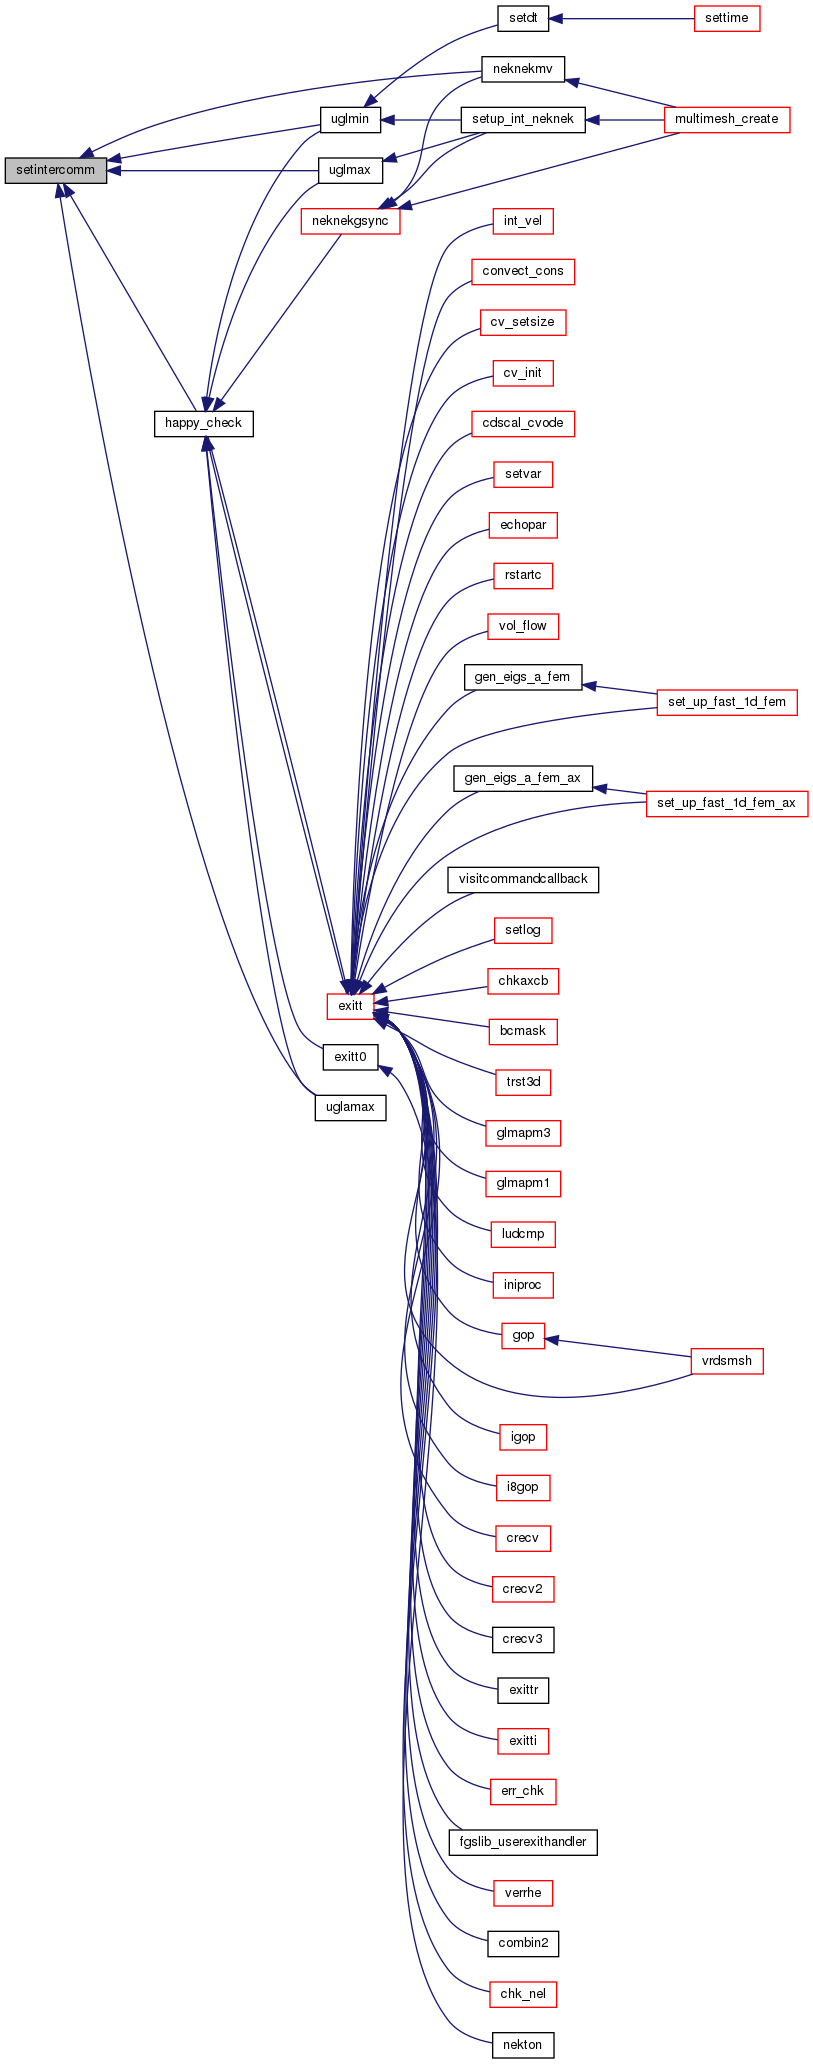 setdt
settime
neknekmv
uglmin
setup_int_neknek
multimesh_create
setintercomm
uglmax
neknekgsync
int_vel
convect_cons
cv_setsize
cv_init
happy_check
cdscal_cvode
setvar
echopar
rstartc
vol_flow
gen_eigs_a_fem
set_up_fast_1d_fem
gen_eigs_a_fem_ax
set_up_fast_1d_fem_ax
visitcommandcallback
setlog
chkaxcb
exitt
bcmask
exitt0
trst3d
uglamax
glmapm3
glmapm1
ludcmp
iniproc
gop
vrdsmsh
igop
i8gop
crecv
crecv2
crecv3
exittr
exitti
err_chk
fgslib_userexithandler
verrhe
combin2
chk_nel
nekton